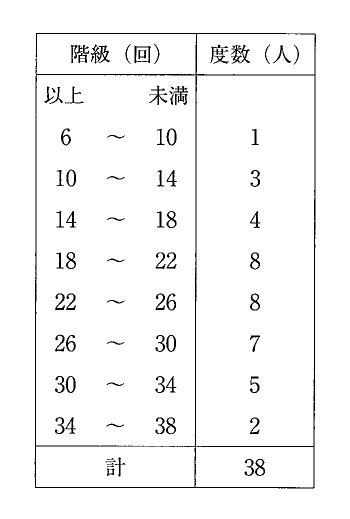 階級（回） 度数（人）
以上 未満
6 ～ 10 1
10 ～ 14 3
14 ～ 18 4
18 ～ 22 8
22 ～ 26 8
26 ～ 30 7
30 ～ 34 5
34 ～ 38 2
計 38